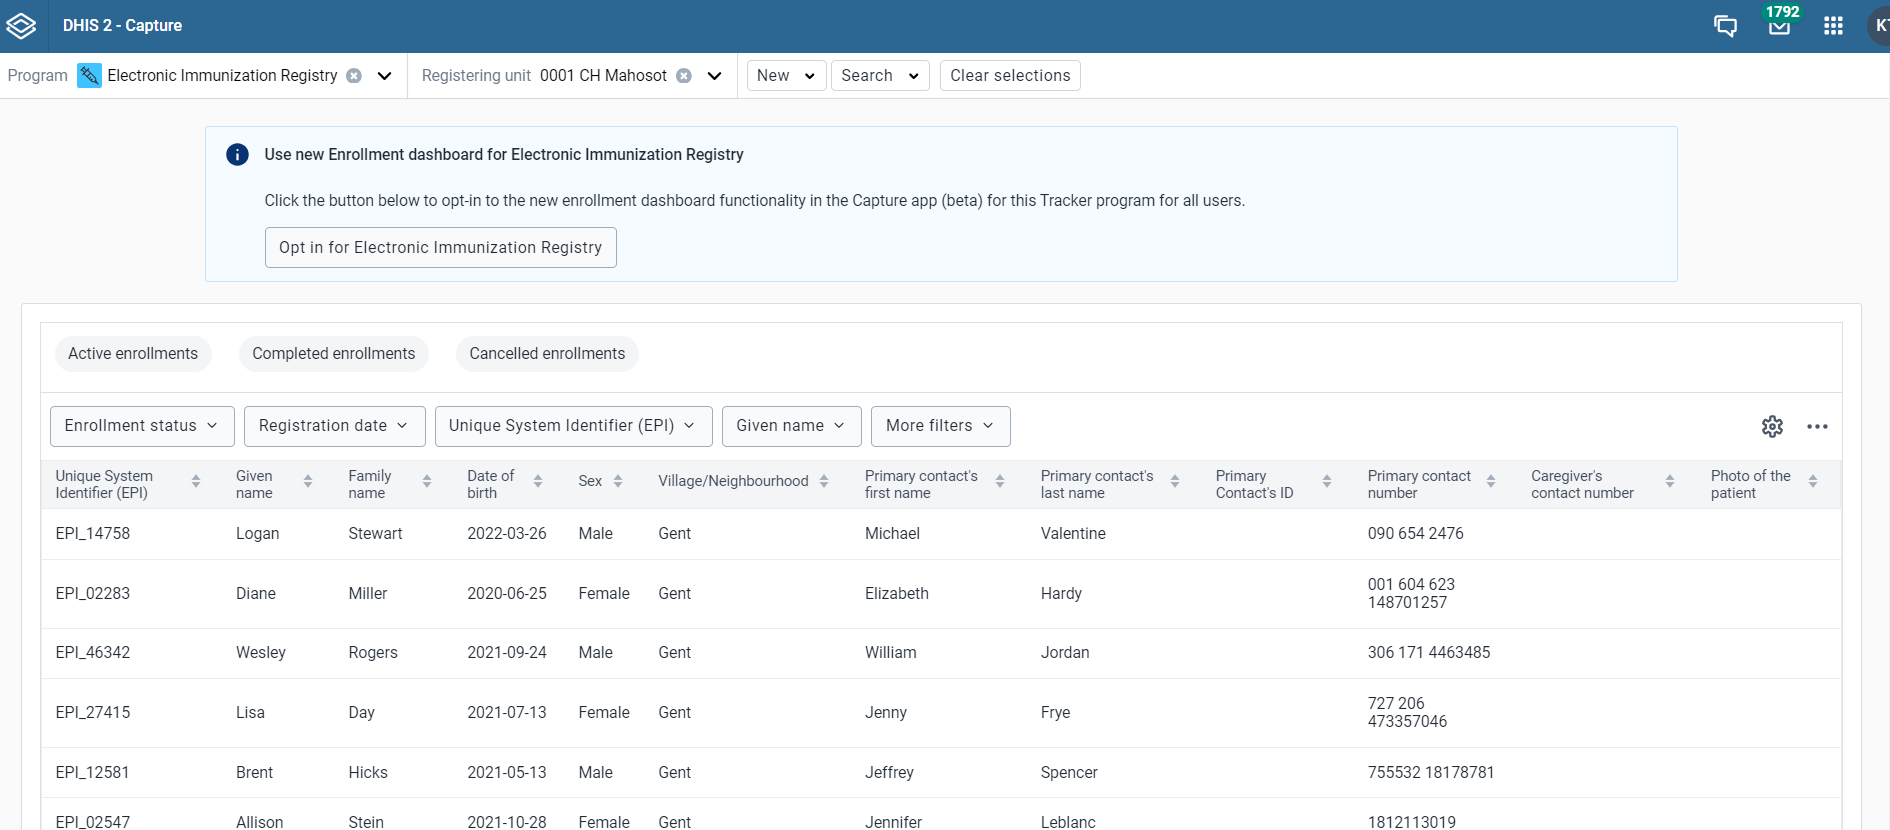 DHIS 2 - Capture
1792
Program Electronic Immunization Registry
Registering unit 0001 CH Mahosot
New
Search
Clear selections
Use new Enrollment dashboard for Electronic Immunization Registry
Click the button below to opt-in to the new enrollment dashboard functionality in the Capture app (beta) for this Tracker program for all users.
Opt in for Electronic Immunization Registry
Active enrollments
Completed enrollments
Cancelled enrollments
Enrollment status
Registration date
Unique System Identifier (EPI)
Given name
More filters
Unique System
Identifier (EPI)
Given
name
Family
name
Date of
birth
Sex
Village/Neighbourhood
Primary contact's
first name
Primary contact's
last name
Primary
Contact's ID
Primary contact
number
Caregiver's
contact number
Photo of the
patient
EPI_14758 Logan Stewart 2022-03-26 Male Gent Michael Valentine 090 654 2476
EPI_02283 Diane Miller 2020-06-25 Female Gent Elizabeth Hardy 001 604 623
148701257
EPI_46342 Wesley Rogers 2021-09-24 Male Gent William Jordan 306 171 4463485
EPI_27415 Lisa Day 2021-07-13 Female Gent Jenny Frye 727 206
473357046
EPI_12581 Brent Hicks 2021-05-13 Male Gent Jeffrey Spencer 755532 18178781
EPI_02547 Allison Stein 2021-10-28 Female Gent Jennifer Leblanc 1812113019